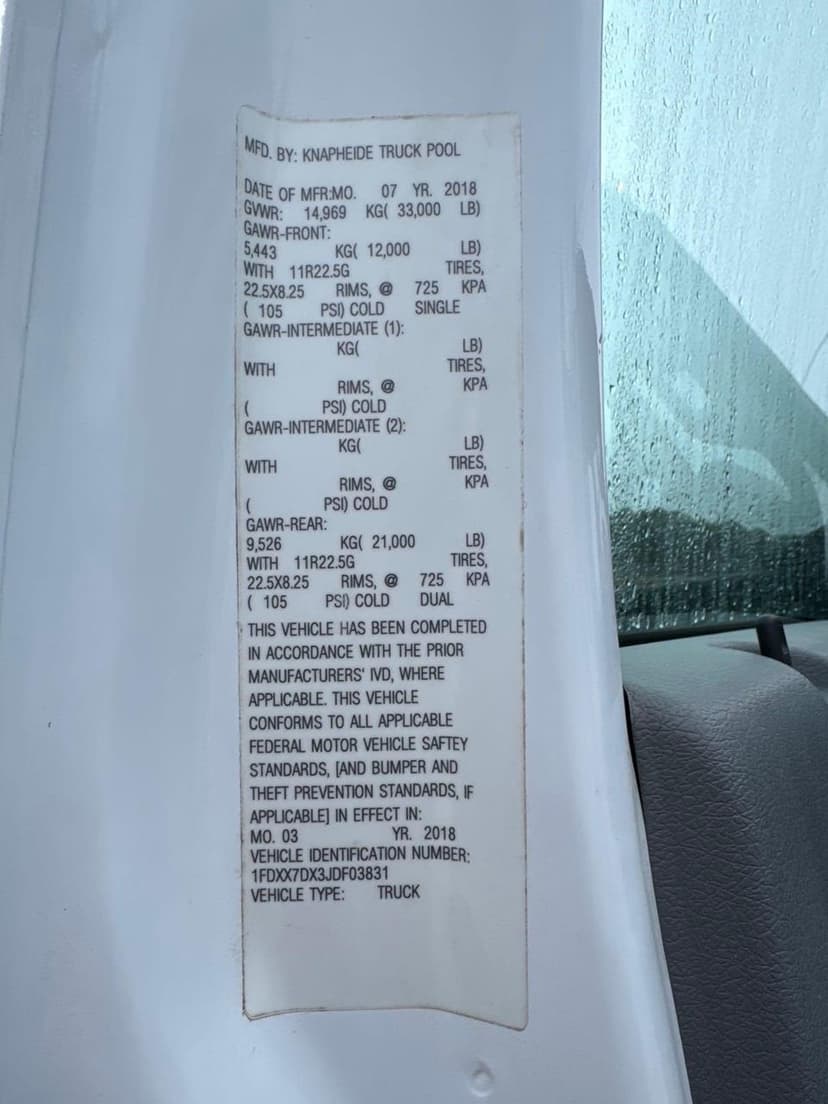 MFD. BY: KNAPHEIDE TRUCK POOL
DATE OF MFR:MO. 07 YR. 2018
GVWR: 14,969 KG( 33,000 LB)
GAWR-FRONT:
5,443 KG( 12,000 LB)
WITH 11R22.5G TIRES,
22.5X8.25 RIMS, @ 725 KPA
( 105 PSI) COLD SINGLE
GAWR-INTERMEDIATE (1):
KG( LB)
WITH TIRES,
RIMS, @ KPA
( PSI) COLD
GAWR-INTERMEDIATE (2):
KG( LB)
WITH TIRES,
RIMS, @ KPA
( PSI) COLD
GAWR-REAR:
9,526 KG( 21,000 LB)
WITH 11R22.5G TIRES,
22.5X8.25 RIMS, @ 725 KPA
( 105 PSI) COLD DUAL
THIS VEHICLE HAS BEEN COMPLETED
IN ACCORDANCE WITH THE PRIOR
MANUFACTURERS' IVD, WHERE
APPLICABLE. THIS VEHICLE
CONFORMS TO ALL APPLICABLE
FEDERAL MOTOR VEHICLE SAFTEY
STANDARDS, [AND BUMPER AND
THEFT PREVENTION STANDARDS, IF
APPLICABLE] IN EFFECT IN:
MO. 03 YR. 2018
VEHICLE IDENTIFICATION NUMBER:
1FDXX7DX3JDF03831
VEHICLE TYPE: TRUCK